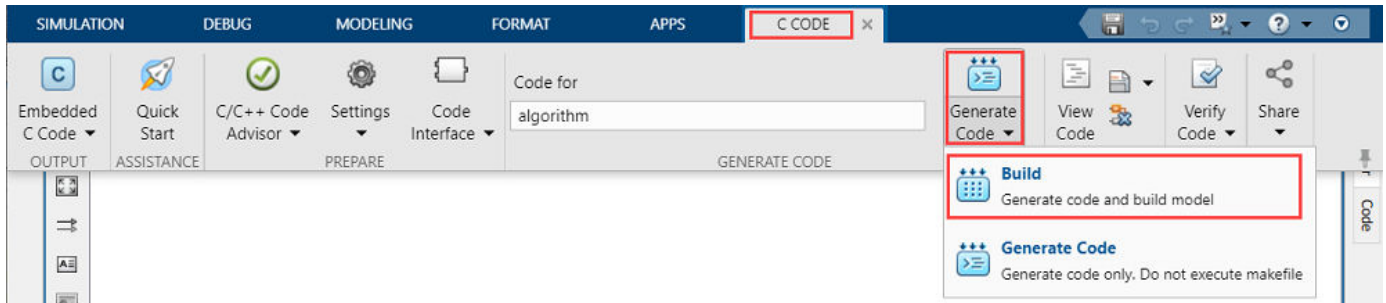 SIMULATION DEBUG MODELING FORMAT APPS C CODE
C
Embedded
C Code
Quick
Start
C/C++ Code
Advisor
Settings
Code
Interface
Code for
algorithm
Generate
Code
View
Code
Verify
Code
Share
OUTPUT ASSISTANCE PREPARE GENERATE CODE
Build
Generate code and build model
Generate Code
Generate code only. Do not execute makefile
Code